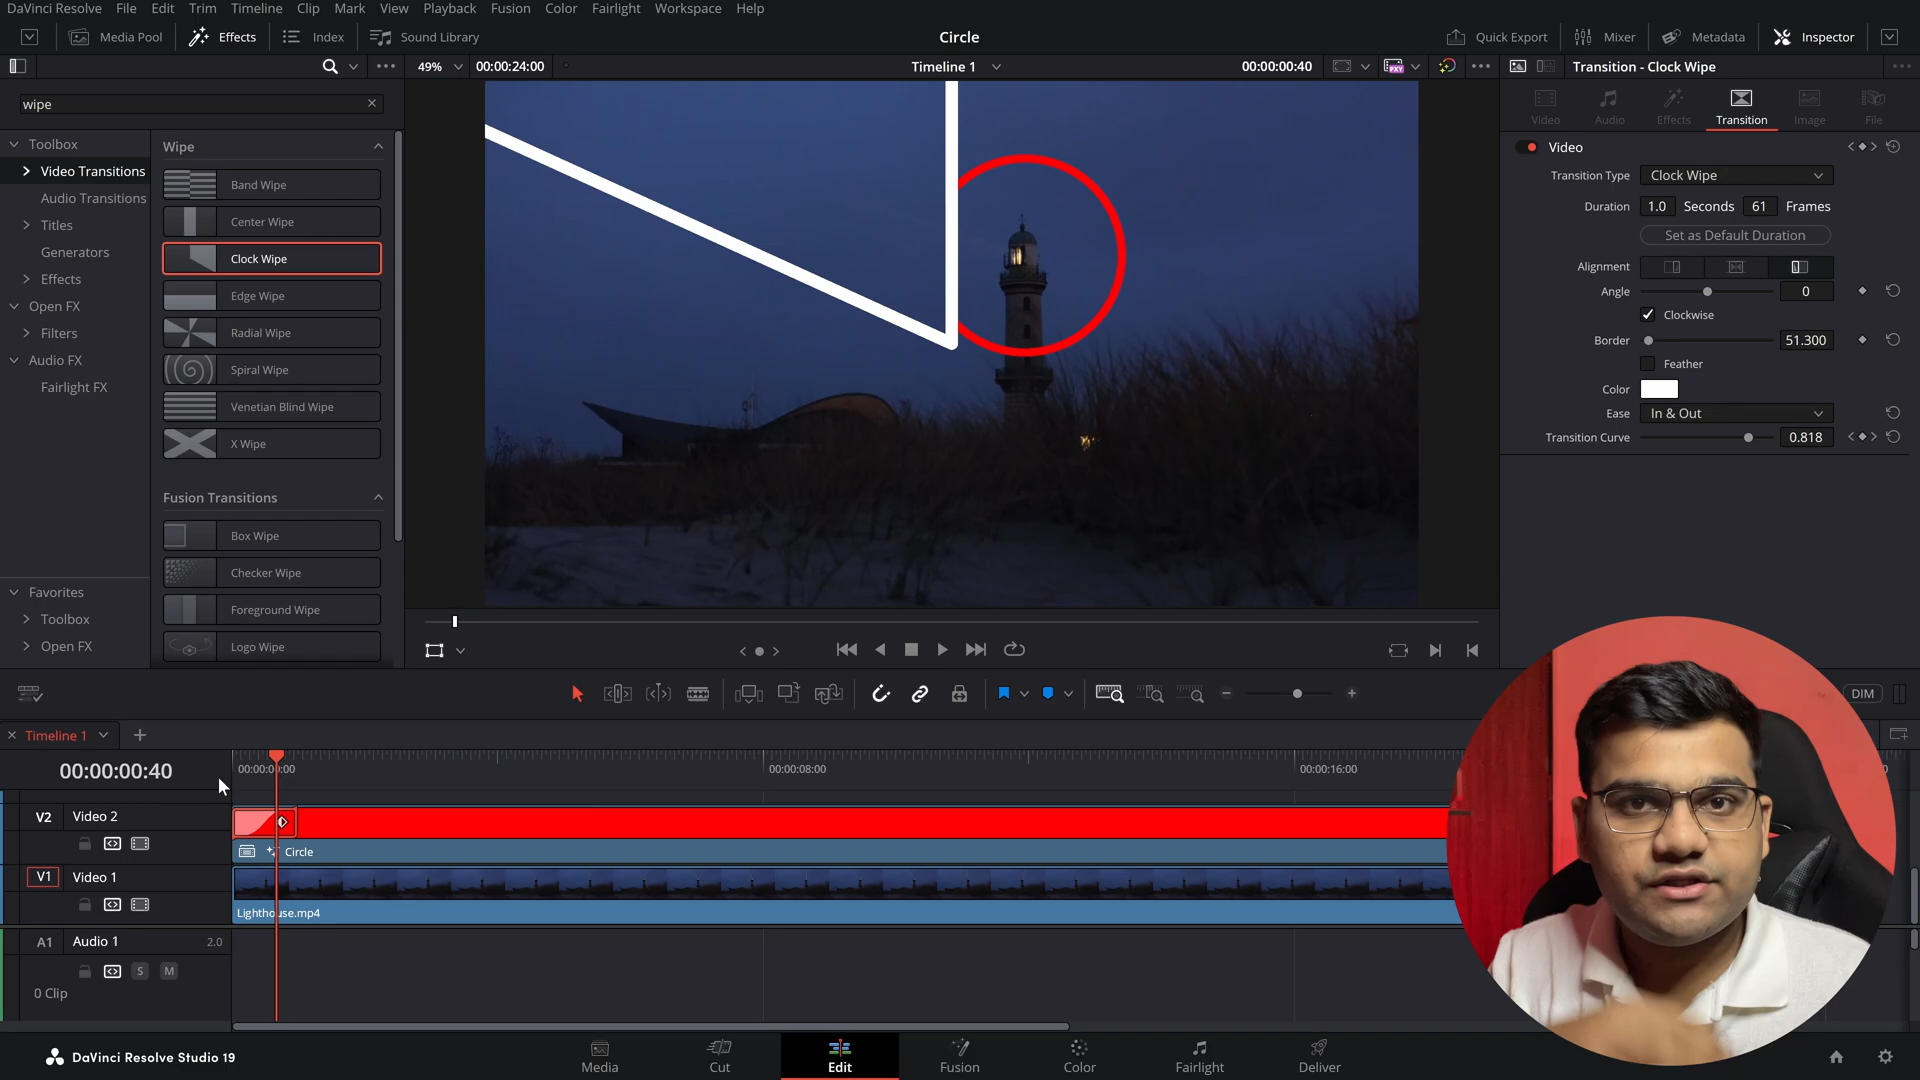 DaVinci Resolve File Edit Trim Timeline Clip Mark View Playback Fusion Color Fairlight Workspace Help
Media Pool Effects Index Sound Library Circle Quick Export Mixer Metadata Inspector
49% 00:00:24:00 Timeline 1 00:00:00:40 PXY Transition - Clock Wipe
wipe
Toolbox
Video Transitions
Audio Transitions
Titles
Generators
Effects
Open FX
Filters
Audio FX
Fairlight FX
Favorites
Toolbox
Open FX
Wipe
Band Wipe
Center Wipe
Clock Wipe
Edge Wipe
Radial Wipe
Spiral Wipe
Venetian Blind Wipe
X Wipe
Fusion Transitions
Box Wipe
Checker Wipe
Foreground Wipe
Logo Wipe
Video Audio Effects Transition Image File
Video
Transition Type Clock Wipe
Duration 1.0 Seconds 61 Frames
Set as Default Duration
Alignment
Angle 0
Clockwise
Border 51.300
Feather
Color
Ease In & Out
Transition Curve 0.818
DIM
Timeline 1
00:00:00:40 00:00:00:00 00:00:08:00 00:00:16:00
V2 Video 2
Circle
V1 Video 1
Lighthouse.mp4
A1 Audio 1 2.0
S M
0 Clip
DaVinci Resolve Studio 19
Media Cut Edit Fusion Color Fairlight Deliver